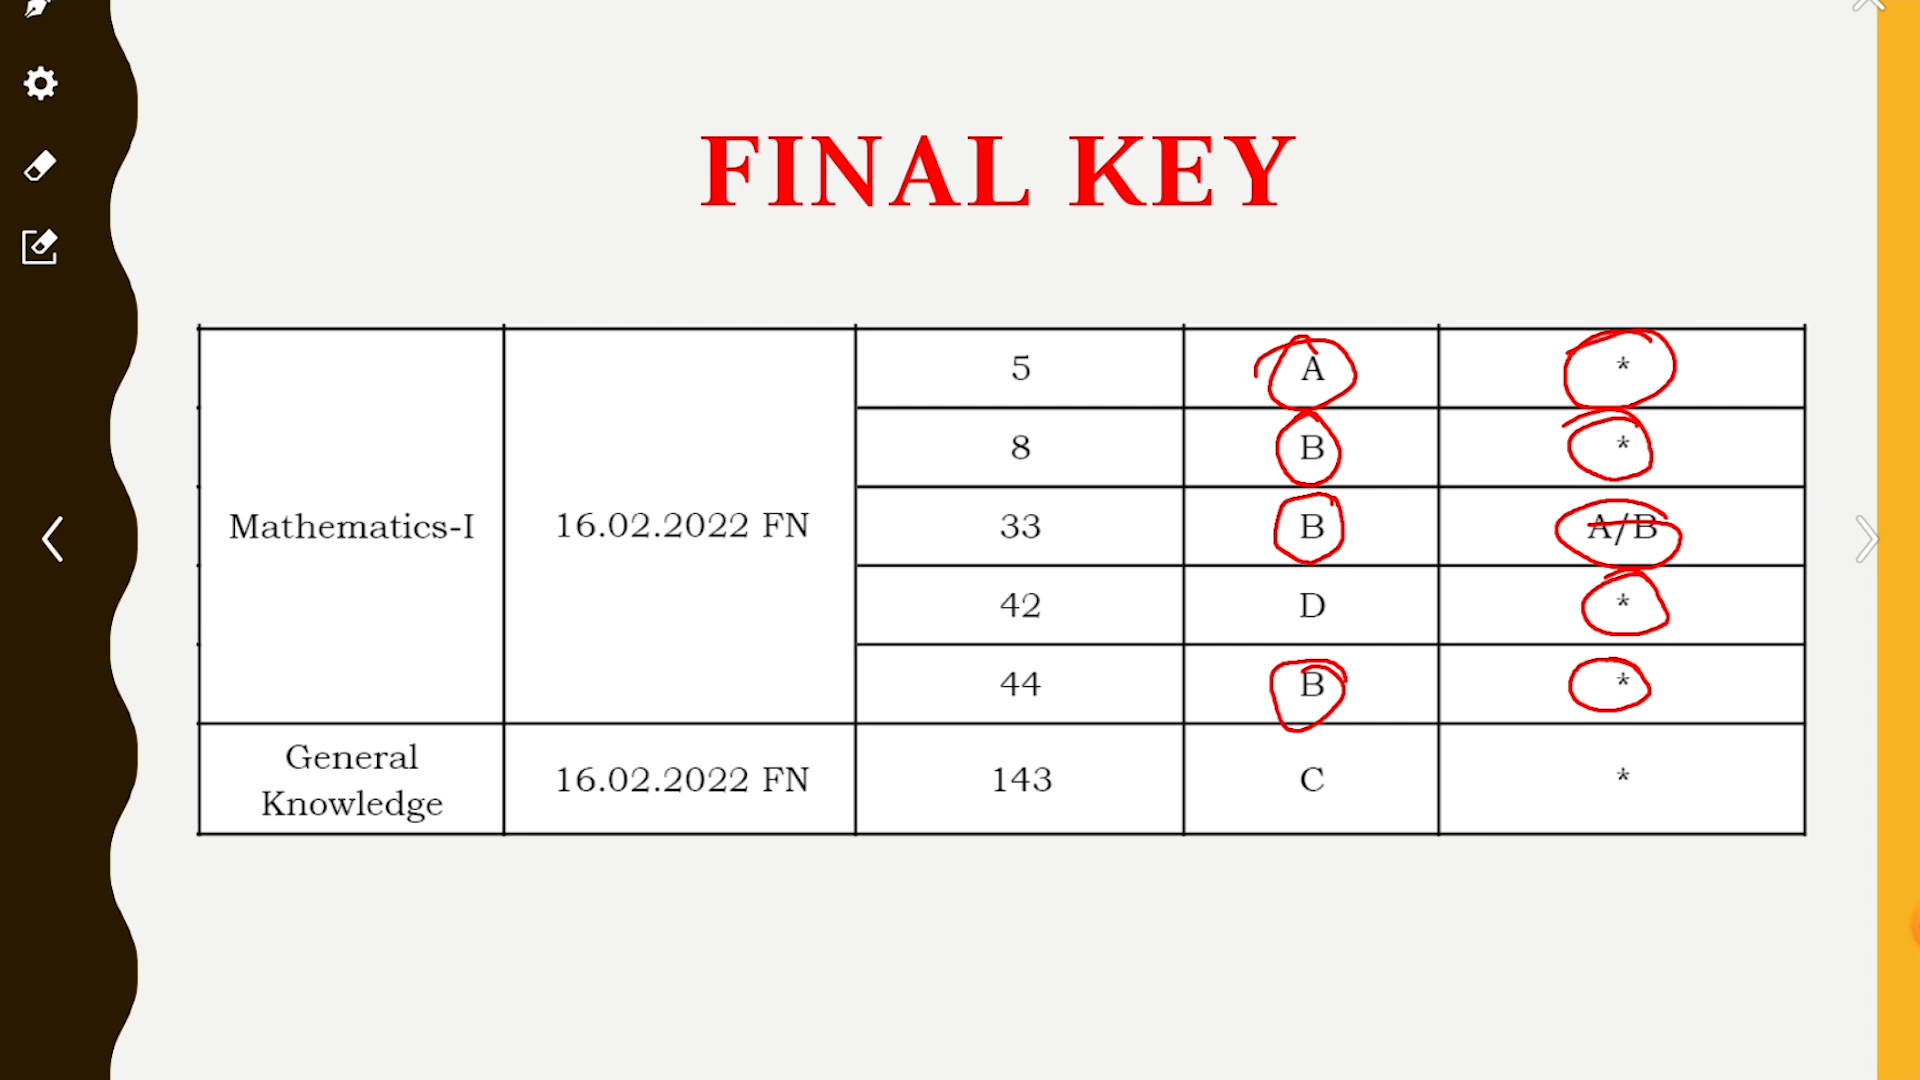 FINAL KEY
5 A *
8 B *
Mathematics-I 16.02.2022 FN 33 B A/B
42 D *
44 B *
General
Knowledge 16.02.2022 FN 143 C *